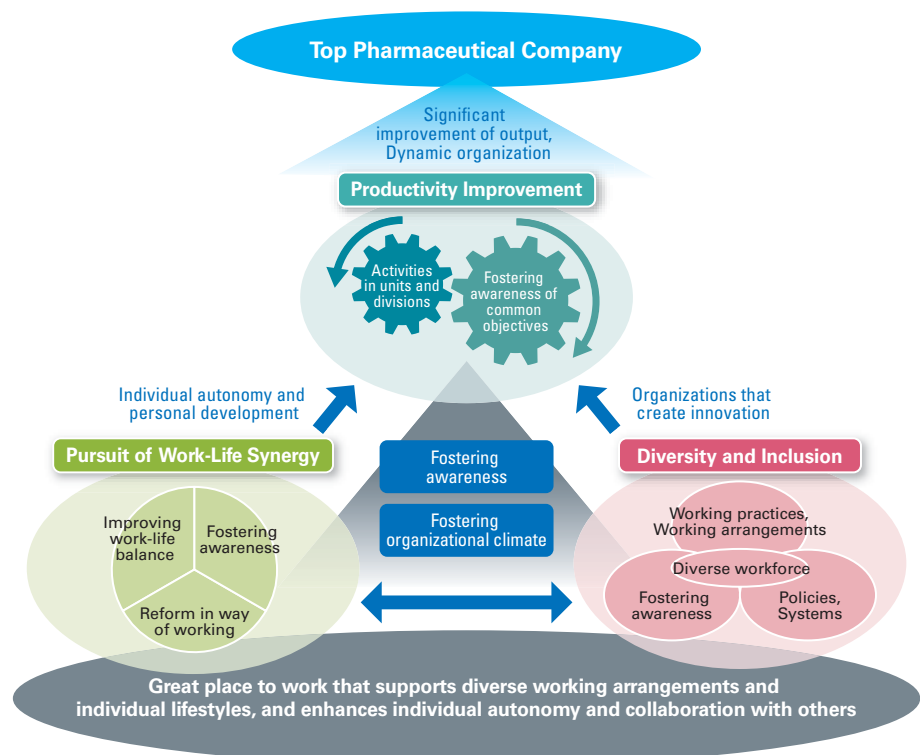 Top Pharmaceutical Company
Significant
improvement of output,
Dynamic organization
Productivity Improvement
Activities
in units and
divisions
Fostering
awareness of
common
objectives
Individual autonomy and
personal development
Organizations that
create innovation
Pursuit of Work-Life Synergy
Fostering
awareness
Diversity and Inclusion
Improving
work-life
balance
Fostering
awareness
Reform in way
of working
Fostering
organizational climate
Working practices,
Working arrangements
Diverse workforce
Fostering
awareness
Policies,
Systems
Great place to work that supports diverse working arrangements and
individual lifestyles, and enhances individual autonomy and collaboration with others